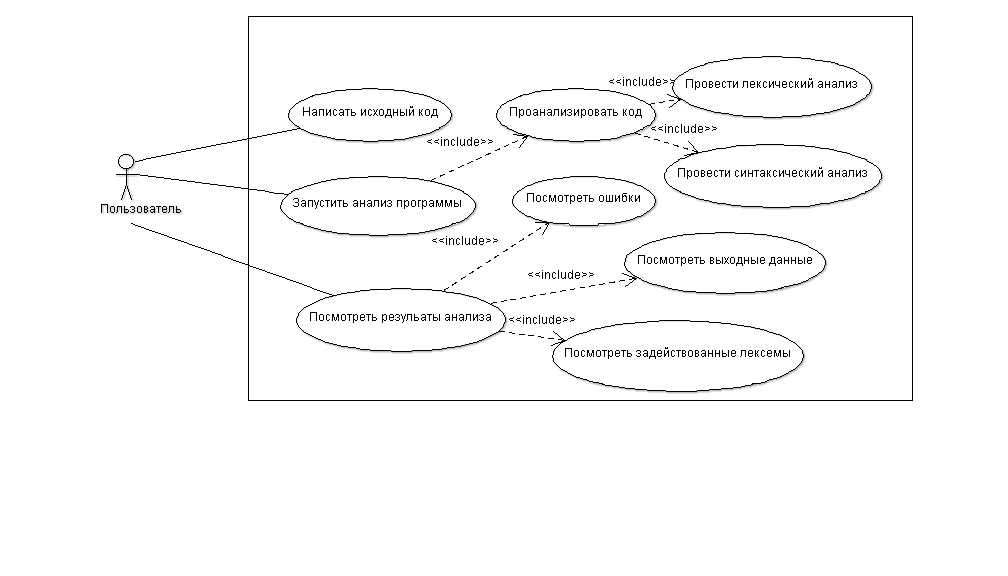 <<include>>
Провести лексический анализ
Написать исходный код
Проанализировать код
<<include>>
<<include>>
Провести синтаксический анализ
Пользователь
Запустить анализ программы
Посмотреть ошибки
<<include>>
Посмотреть выходные данные
<<include>>
Посмотреть резульаты анализа
<<include>>
Посмотреть задействованные лексемы